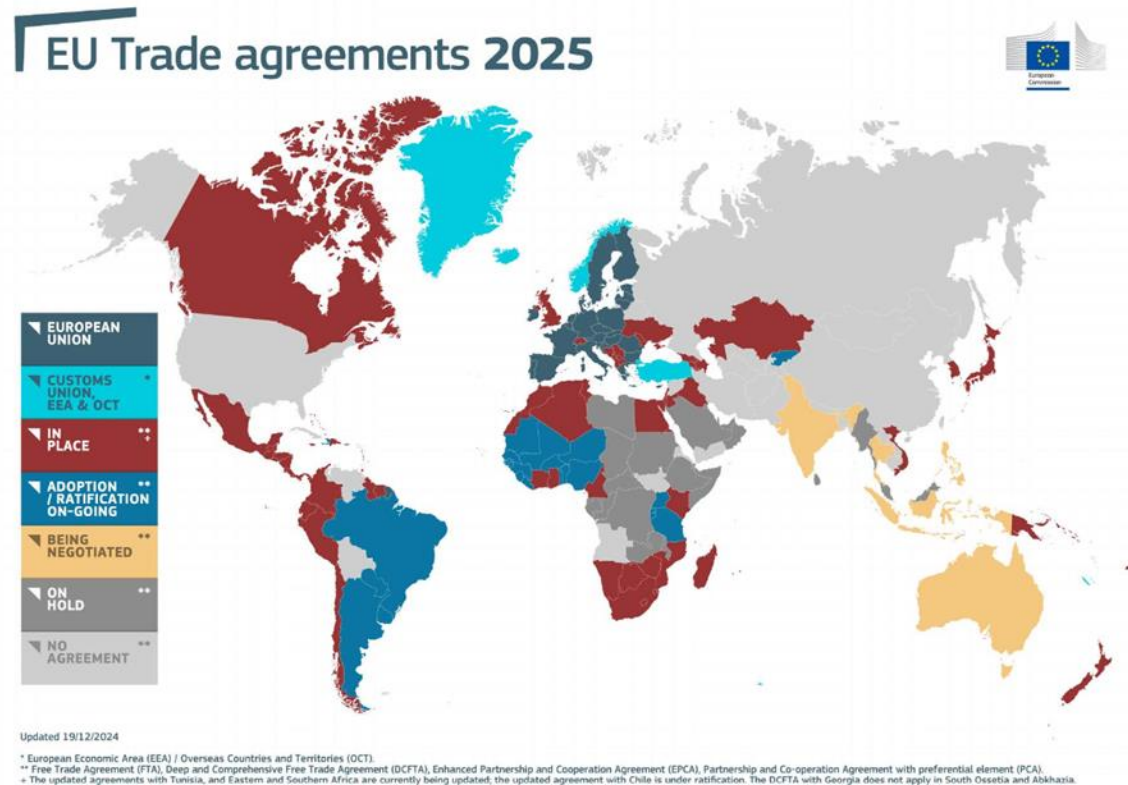 EU Trade agreements 2025
European
Commission
EUROPEAN
UNION
CUSTOMS *
UNION,
EEA & OCT
IN **
PLACE +
ADOPTION **
/ RATIFICATION
ON-GOING
BEING **
NEGOTIATED
ON **
HOLD
NO **
AGREEMENT
Updated 19/12/2024
* European Economic Area (EEA) / Overseas Countries and Territories (OCT).
** Free Trade Agreement (FTA), Deep and Comprehensive Free Trade Agreement (DCFTA), Enhanced Partnership and Cooperation Agreement (EPCA), Partnership and Co-operation Agreement with preferential element (PCA).
+ The updated agreements with Tunisia, and Eastern and Southern Africa are currently being updated; the updated agreement with Chile is under ratification. The DCFTA with Georgia does not apply in South Ossetia and Abkhazia.